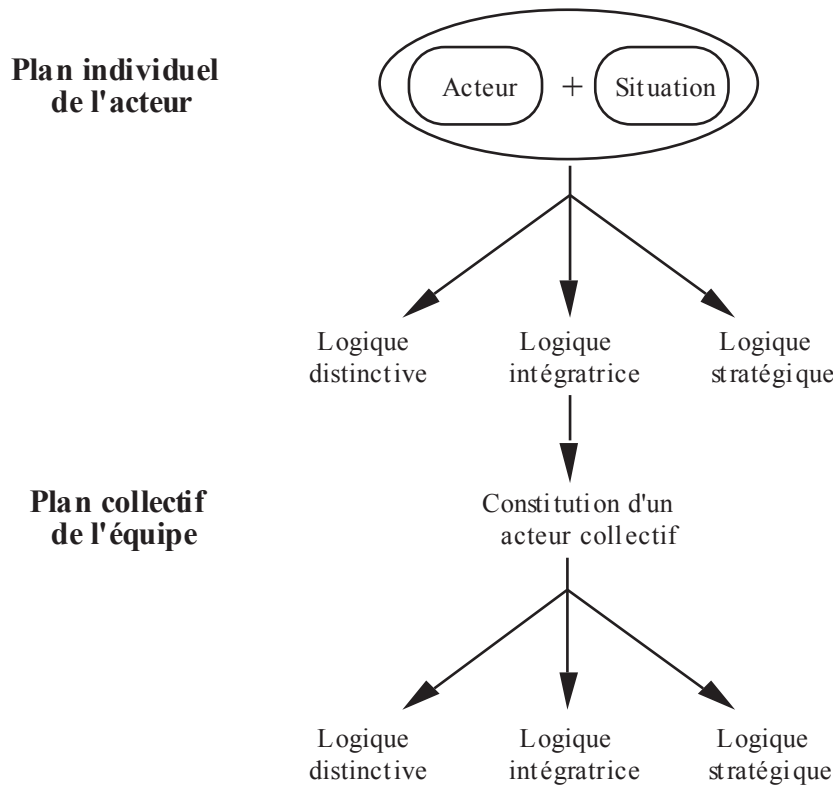 Plan individuel
de l'acteur
Acteur + Situation
Logique
distinctive
Logique
intégratrice
Logique
stratégique
Plan collectif
de l'équipe
Constitution d'un
acteur collectif
Logique
distinctive
Logique
intégratrice
Logique
stratégique